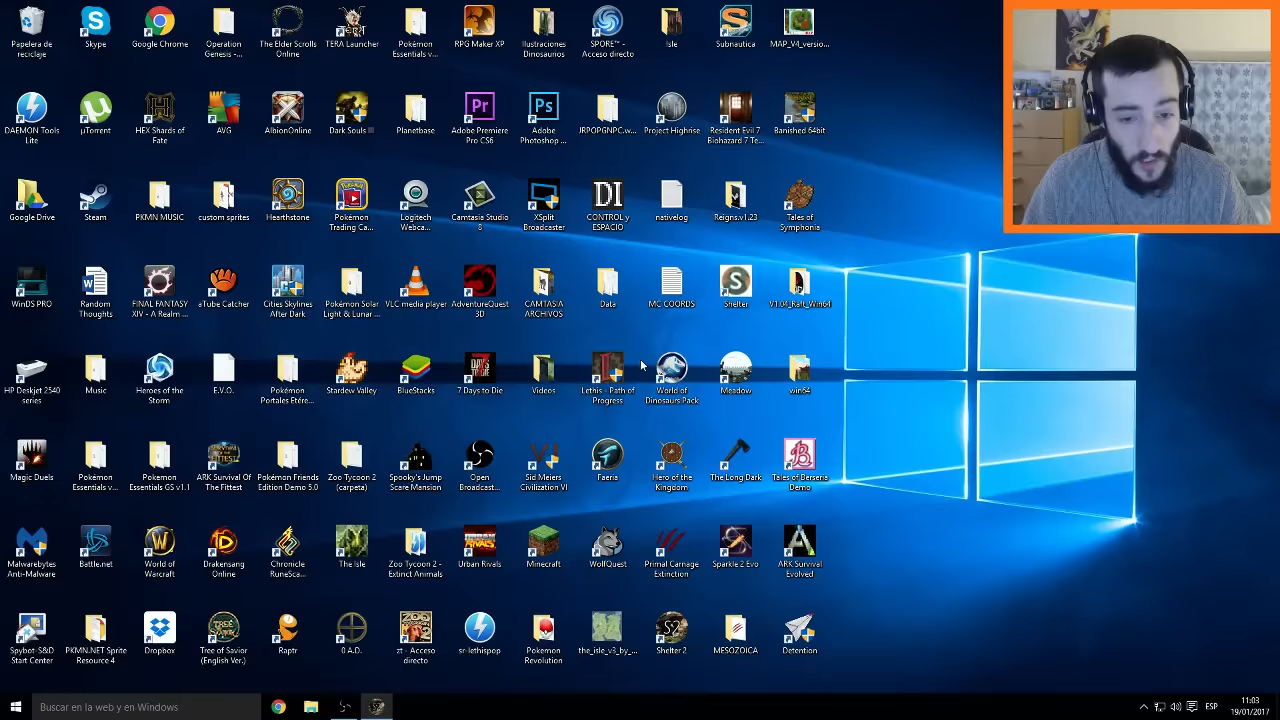 Papelera de
reciclaje
Skype
Google Chrome
Operation
Genesis -...
The Elder Scrolls
Online
TERA Launcher
Pokémon
Essentials v...
RPG Maker XP
Ilustraciones
Dinosaurios
SPORE™ -
Acceso directo
Isle
Subnautica
MAP_V4_versio...
DAEMON Tools
Lite
µTorrent
HEX Shards of
Fate
AVG
AlbionOnline
Dark Souls III
Planetbase
Adobe Premiere
Pro CS6
Adobe
Photoshop ...
JRPOPGNPC.w...
Project Highrise
Resident Evil 7
Biohazard 7 Te...
Banished 64bit
Google Drive
Steam
PKMN MUSIC
custom sprites
Hearthstone
Pokémon
Trading Ca...
Logitech
Webca...
Camtasia Studio
8
XSplit
Broadcaster
DI
CONTROL y
ESPACIO
nativelog
Reigns.v1.23
Tales of
Symphonia
WinDS PRO
Random
Thoughts
FINAL FANTASY
XIV - A Realm ...
aTube Catcher
Cities Skylines
After Dark
Pokémon Solar
Light & Lunar ...
VLC media player
AdventureQuest
3D
CAMTASIA
ARCHIVOS
Data
MC COORDS
Shelter
V1.04_Raft_Win64
HP Deskjet 2540
series
Music
Heroes of the
Storm
E.V.O.
Pokémon
Portales Etére...
Stardew Valley
BlueStacks
7 Days to Die
Videos
Lethis - Path of
Progress
World of
Dinosaurs Pack
Meadow
win64
Magic Duels
Pokémon
Essentials v...
Pokemon
Essentials GS v1.1
ARK Survival Of
The Fittest
Pokémon Friends
Edition Demo 5.0
Zoo Tycoon 2
(carpeta)
Spooky's Jump
Scare Mansion
Open
Broadcast...
Sid Meiers
Civilization VI
Faeria
Hero of the
Kingdom
The Long Dark
Tales of Berseria
Demo
Malwarebytes
Anti-Malware
Battle.net
World of
Warcraft
Drakensang
Online
Chronicle
RuneSca...
The Isle
Zoo Tycoon 2 -
Extinct Animals
Urban Rivals
Minecraft
WolfQuest
Primal Carnage
Extinction
Sparkle 2 Evo
ARK Survival
Evolved
Spybot-S&D
Start Center
PKMN.NET Sprite
Resource 4
Dropbox
Tree of Savior
(English Ver.)
Raptr
0 A.D.
zt - Acceso
directo
sr-lethispop
Pokemon
Revolution
the_isle_v3_by_...
Shelter 2
MESOZOICA
Detention
Buscar en la web y en Windows
ESP
11:03
19/01/2017